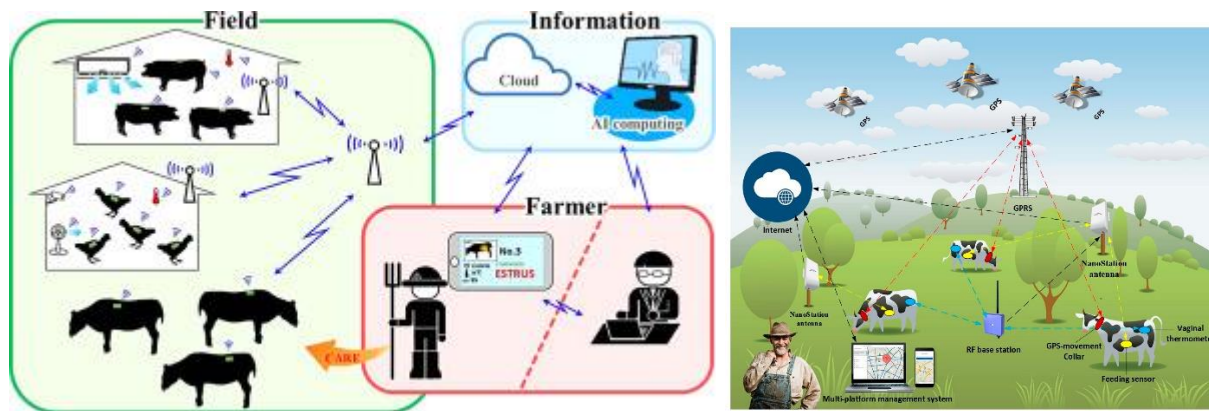 Field
Information
Cloud
AI computing
Farmer
No.3
ESTRUS
CARE
GPS
GPS
GPS
GPRS
Internet
NanoStation
antenna
NanoStation
antenna
RF base station
GPS-movement
Collar
Vaginal
thermomete
Feeding sensor
Multi-platform management system